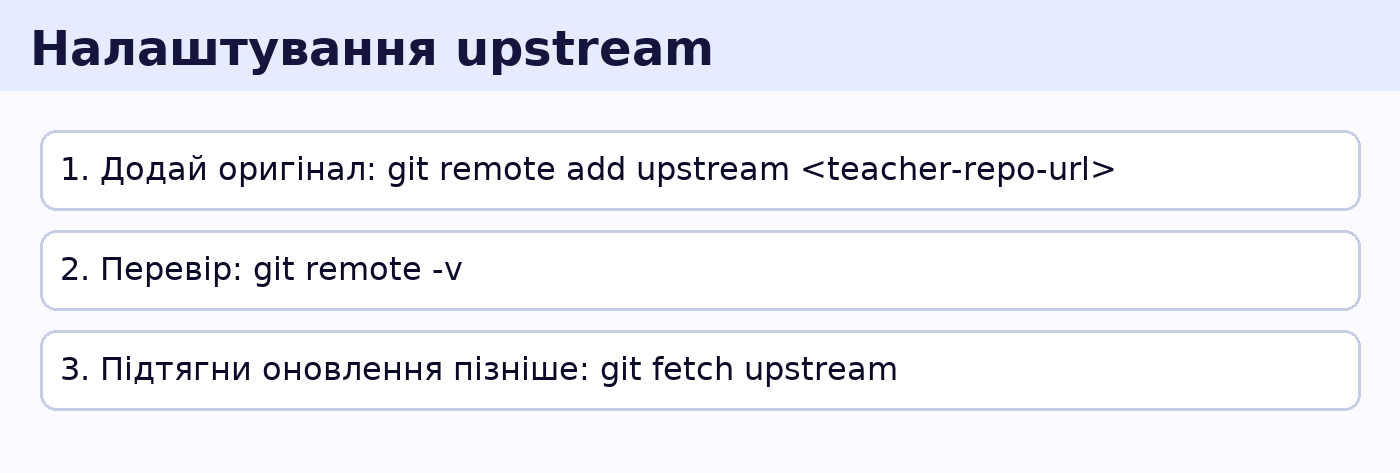 Налаштування upstream
1. Додай оригінал: git remote add upstream <teacher-repo-url>
2. Перевір: git remote -v
3. Підтягни оновлення пізніше: git fetch upstream